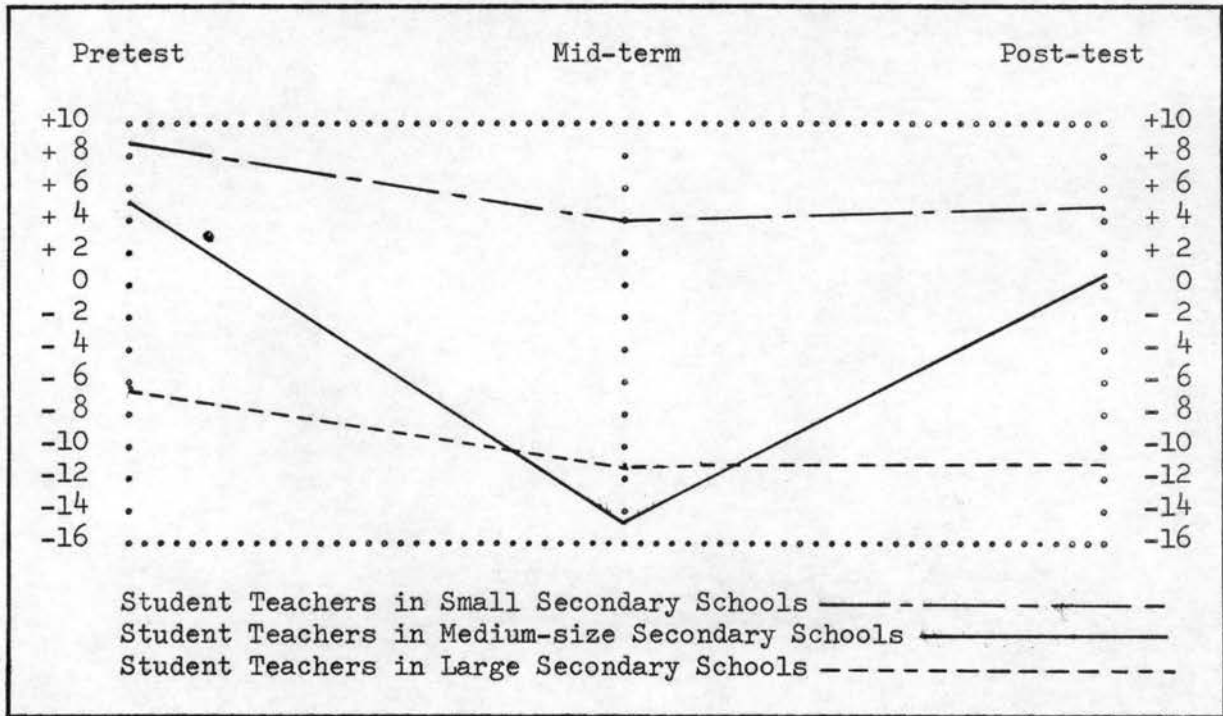 Pretest Mid-term Post-test
+10 +10
+ 8 + 8
+ 6 + 6
+ 4 + 4
+ 2 + 2
0 0
- 2 - 2
- 4 - 4
- 6 - 6
- 8 - 8
-10 -10
-12 -12
-14 -14
-16 -16
Student Teachers in Small Secondary Schools
Student Teachers in Medium-size Secondary Schools
Student Teachers in Large Secondary Schools